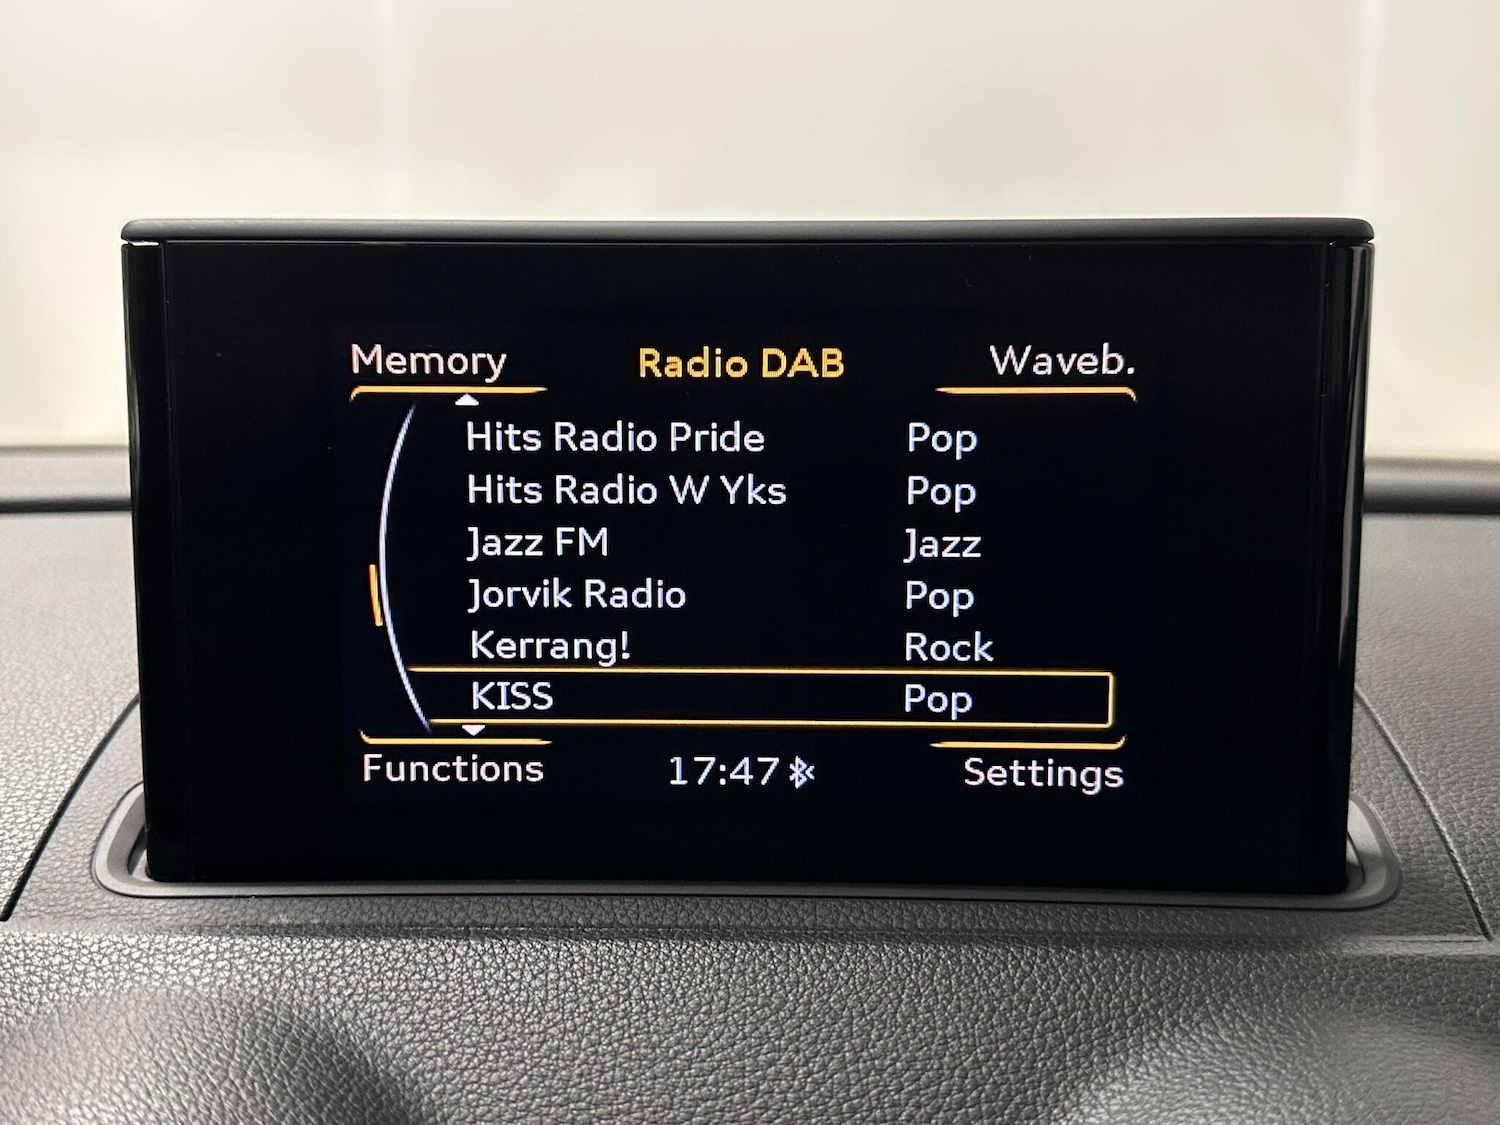 Memory Radio DAB Waveb.
Hits Radio Pride Pop
Hits Radio W Yks Pop
Jazz FM Jazz
Jorvik Radio Pop
Kerrang! Rock
KISS Pop
Functions 17:47 Settings